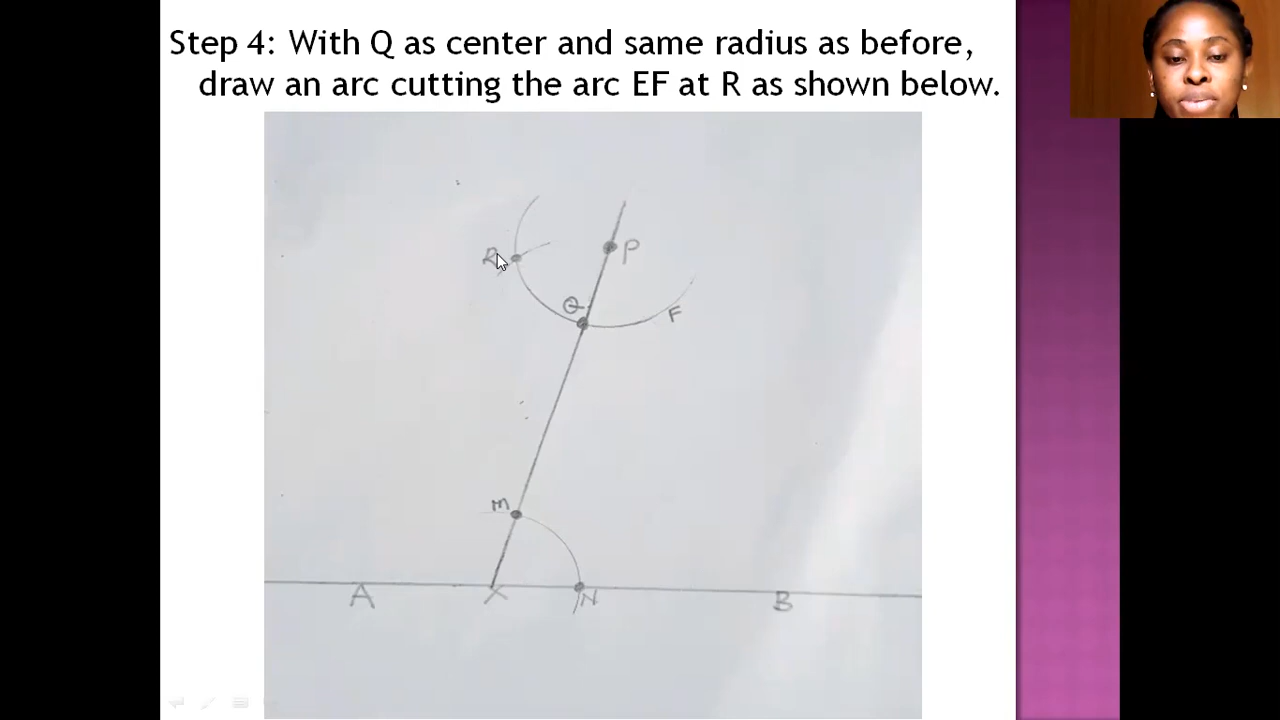 Step 4: With Q as center and same radius as before,
draw an arc cutting the arc EF at R as shown below.
R
P
Q
F
M
A
X
N
B